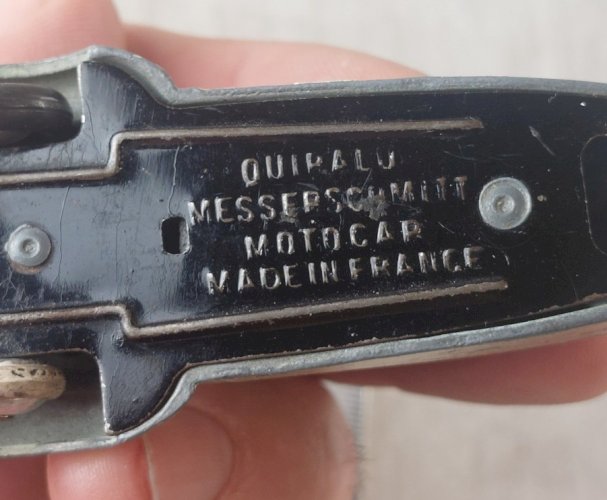 QUIRALU
MESSERSCHMITT
MOTOCAR
MADE IN FRANCE